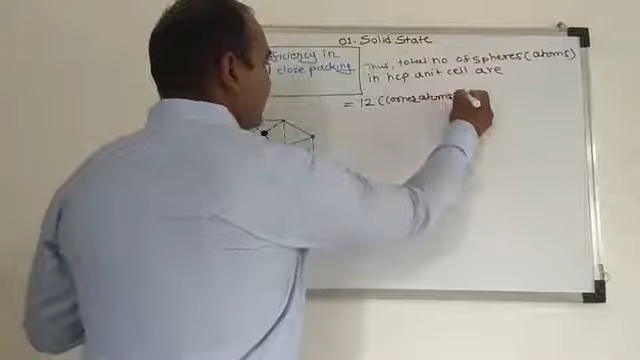 01. Solid State
efficiency in
close packing
Thus, total no of spheres (atoms)
in hcp unit cell are
= 12 (corner atoms